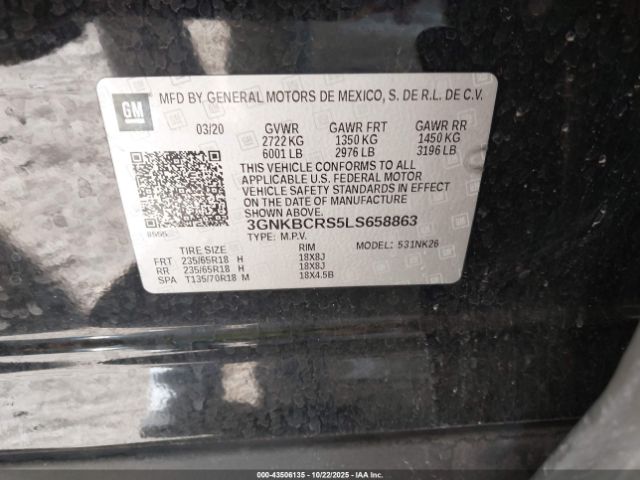 GM
MFD BY GENERAL MOTORS DE MEXICO, S. DE R.L. DE C.V.
03/20 GVWR GAWR FRT GAWR RR
2722 KG 1350 KG 1450 KG
6001 LB 2976 LB 3196 LB
THIS VEHICLE CONFORMS TO ALL
APPLICABLE U.S. FEDERAL MOTOR
VEHICLE SAFETY STANDARDS IN EFFECT
ON THE DATE OF MANUFACTURE
SHOWN ABOVE.
3GNKBCRS5LS658863
TYPE: M.P.V. MODEL: 531NK26
TIRE SIZE RIM
FRT 235/65R18 H 18X8J
RR 235/65R18 H 18X8J
SPA T135/70R18 M 18X4.5B
000-43506135 - 10/22/2025 - IAAI.COM